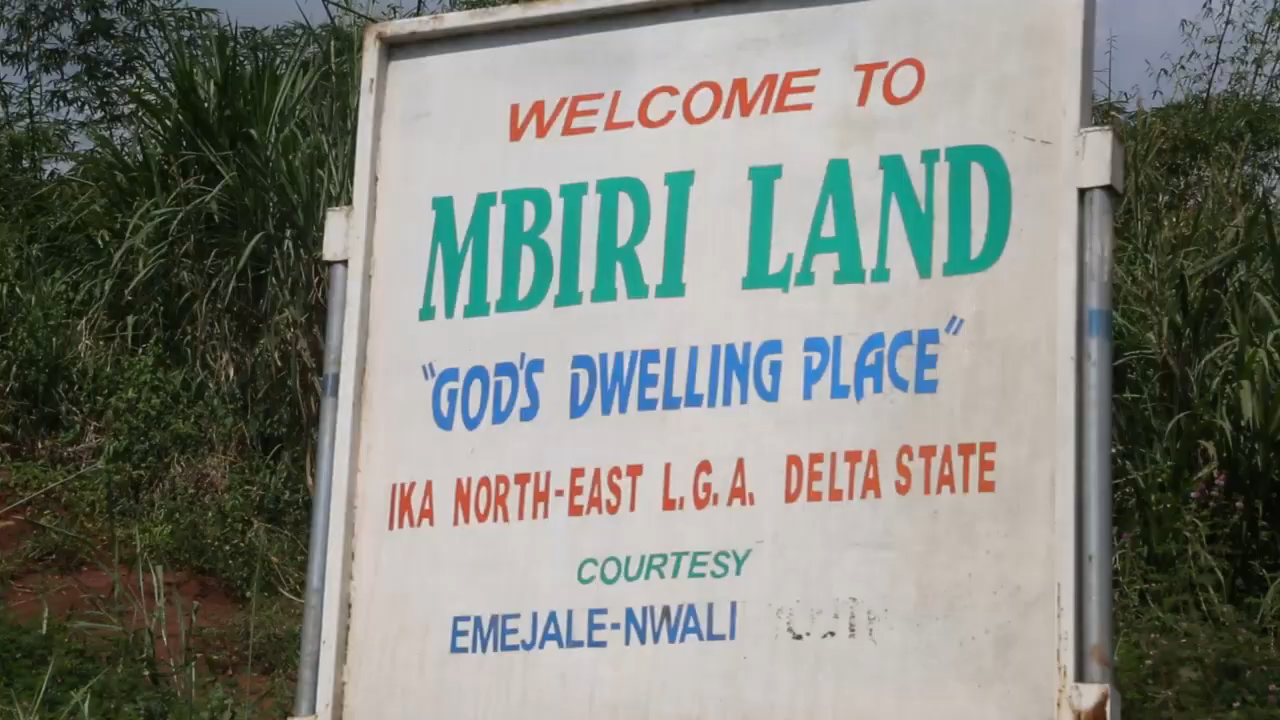 WELCOME TO
MBIRI LAND
"GOD'S DWELLING PLACE"
IKA NORTH-EAST L.G.A. DELTA STATE
COURTESY
EMEJALE-NWALI